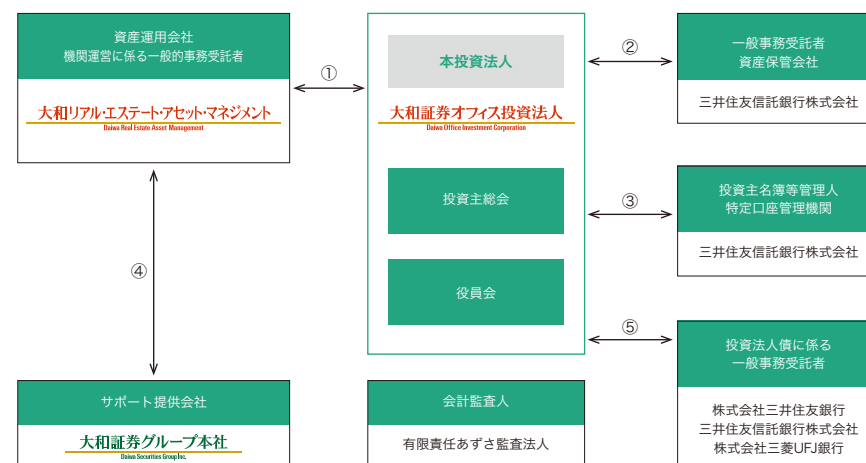 資産運用会社
機関運営に係る一般的事務受託者
大和リアル・エステート・アセット・マネジメント
Daiwa Real Estate Asset Management
①
本投資法人
大和証券オフィス投資法人
Daiwa Office Investment Corporation
投資主総会
役員会
②
一般事務受託者
資産保管会社
三井住友信託銀行株式会社
③
投資主名簿等管理人
特定口座管理機関
三井住友信託銀行株式会社
④
⑤
投資法人債に係る
一般事務受託者
株式会社三井住友銀行
三井住友信託銀行株式会社
株式会社三菱UFJ銀行
サポート提供会社
大和証券グループ本社
Daiwa Securities Group Inc.
会計監査人
有限責任あずさ監査法人